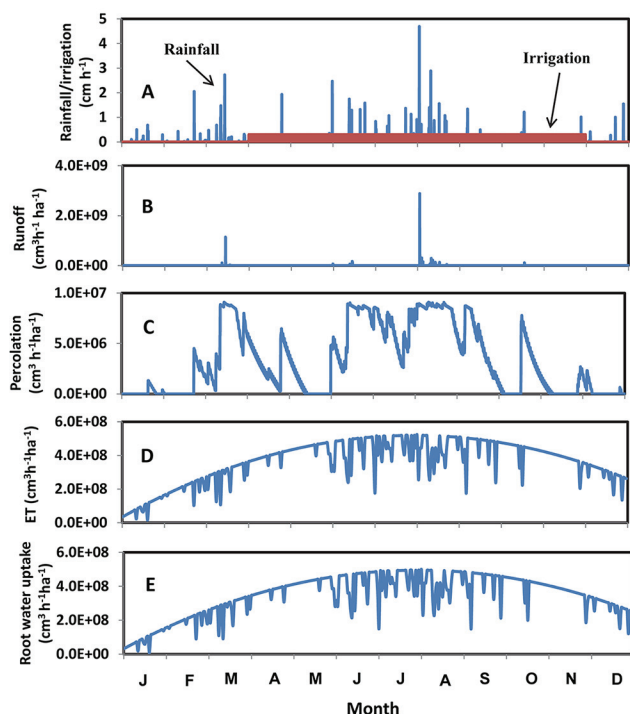 Rainfall/irrigation
(cm h-1)
5
4
3
2
1
0
A
Rainfall
Irrigation
Runoff
(cm3h-1 ha-1)
4.0E+09
2.0E+09
0.0E+00
B
Percolation
(cm3 h-1ha-1)
1.0E+07
5.0E+06
0.0E+00
C
ET (cm3h-1ha-1)
6.0E+08
4.0E+08
2.0E+08
0.0E+00
D
Root water uptake
(cm3 h-1ha-1)
6.0E+08
4.0E+08
2.0E+08
0.0E+00
E
J F M A M J J A S O N D
Month